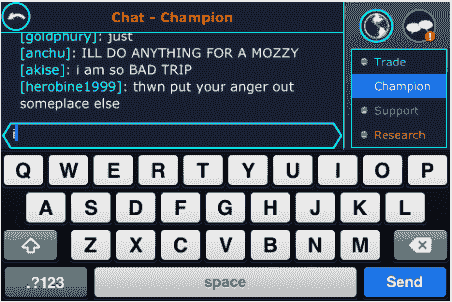 Chat - Champion
[goldphury]: just
[anchu]: ILL DO ANYTHING FOR A MOZZY
[akise]: i am so BAD TRIP
[herobine1999]: thwn put your anger out
someplace else
i
Trade
Champion
Support
Research
Q W E R T Y U I O P
A S D F G H J K L
Z X C V B N M
.?123 space Send